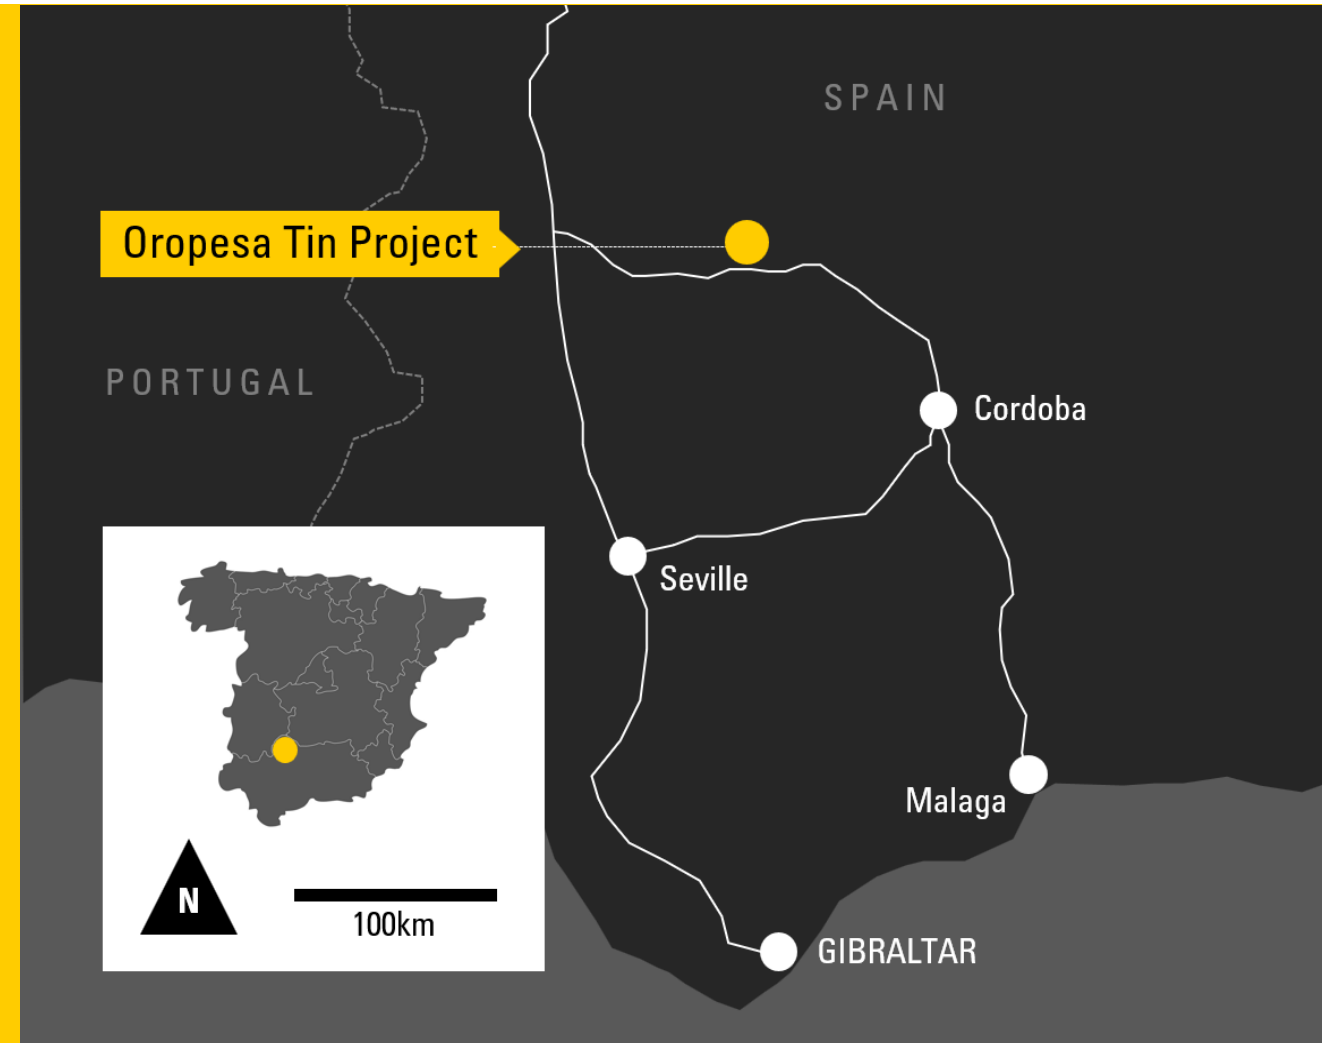 SPAIN
Oropesa Tin Project
PORTUGAL
Cordoba
Seville
Malaga
N
100km
GIBRALTAR